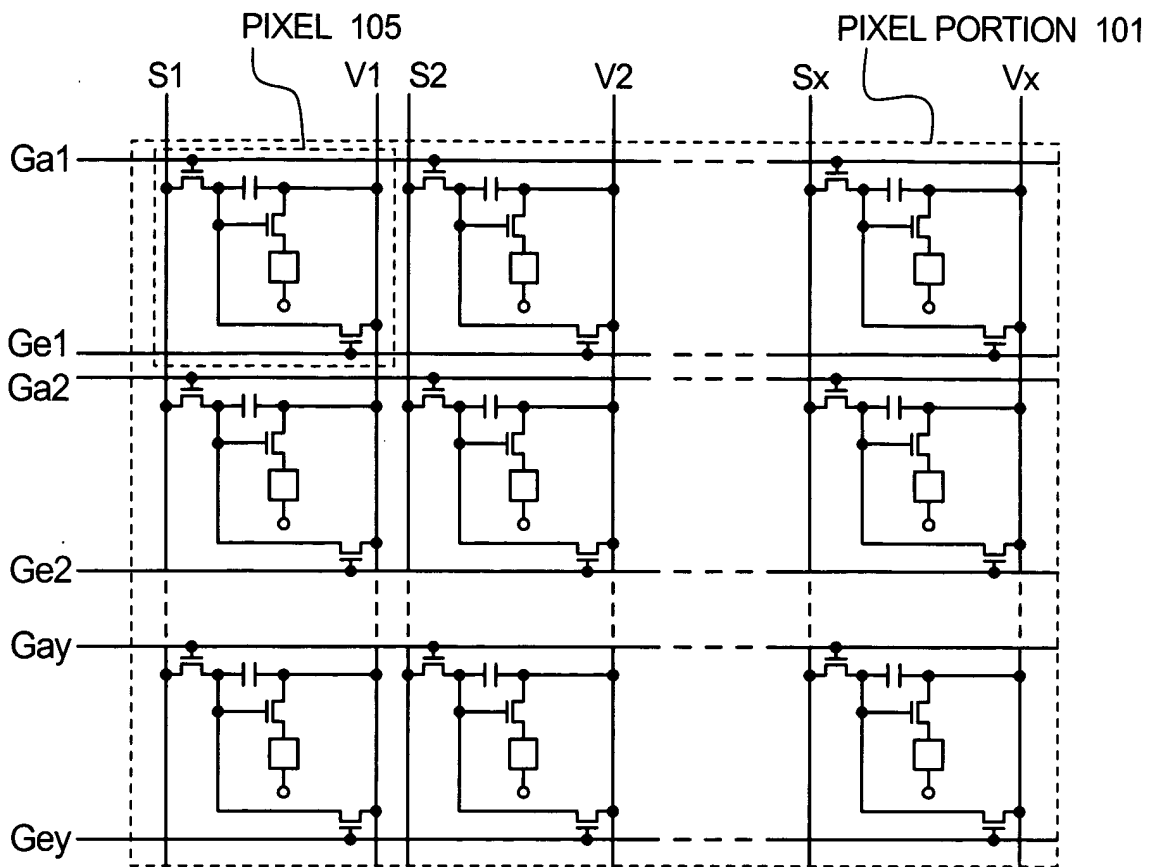 PIXEL 105
PIXEL PORTION 101
S1 V1 S2 V2 Sx Vx
Ga1
Ge1
Ga2
Ge2
Gay
Gey